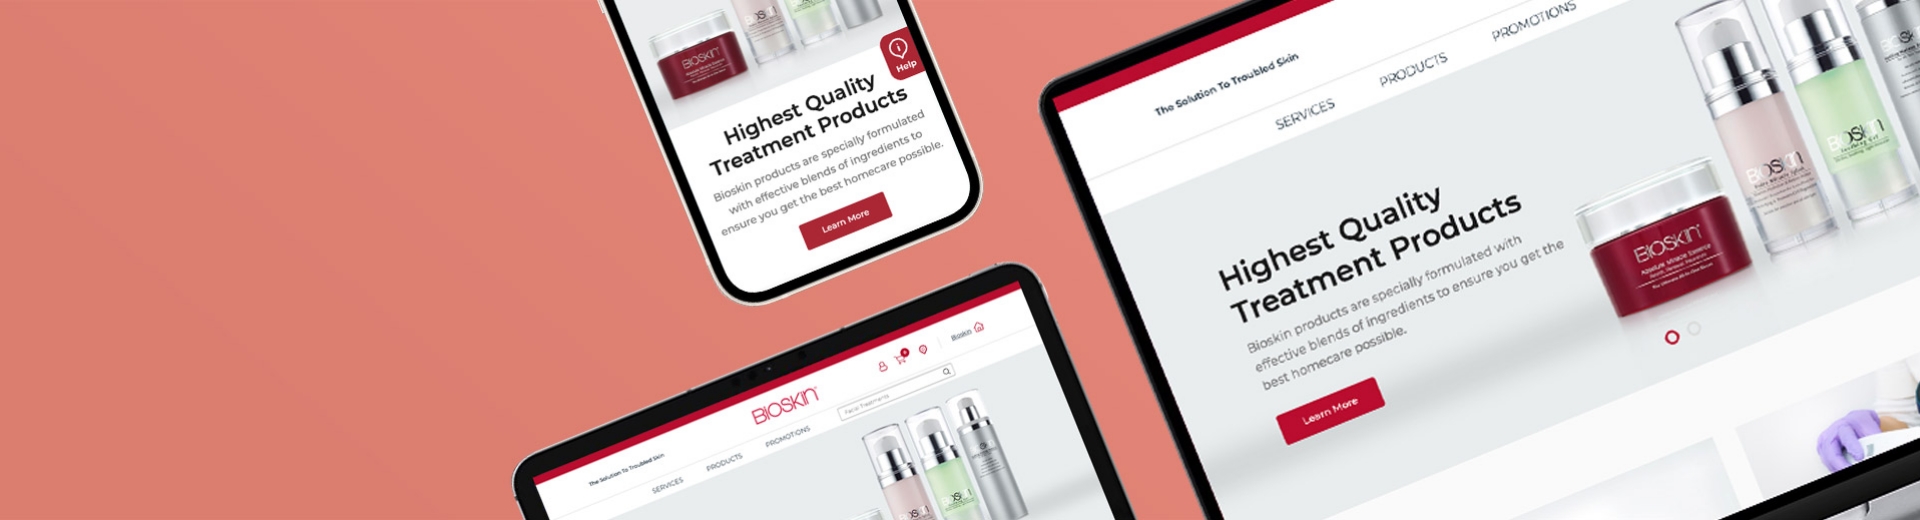 BIOSKIN
Help
Highest Quality
Treatment Products
Bioskin products are specially formulated
with effective blends of ingredients to
ensure you get the best homecare possible.
Learn More
Bioskin
BIOSKIN
Facial Treatments
The Solution To Troubled Skin
SERVICES
PRODUCTS
PROMOTIONS
BIOSKIN
The Solution To Troubled Skin
SERVICES
PRODUCTS
PROMOTIONS
Highest Quality
Treatment Products
Bioskin products are specially formulated with
effective blends of ingredients to ensure you get the
best homecare possible.
Learn More
BIOSKIN
Absolute Miracle Essence
BIOSKIN
BIOSKIN
Soothing Gel